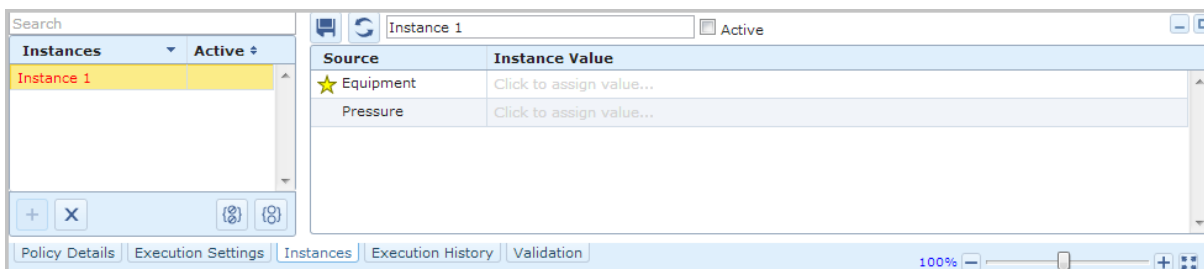 Search
Instances Active
Instance 1
Instance 1 Active
Source Instance Value
Equipment Click to assign value...
Pressure Click to assign value...
Policy Details Execution Settings Instances Execution History Validation
100%